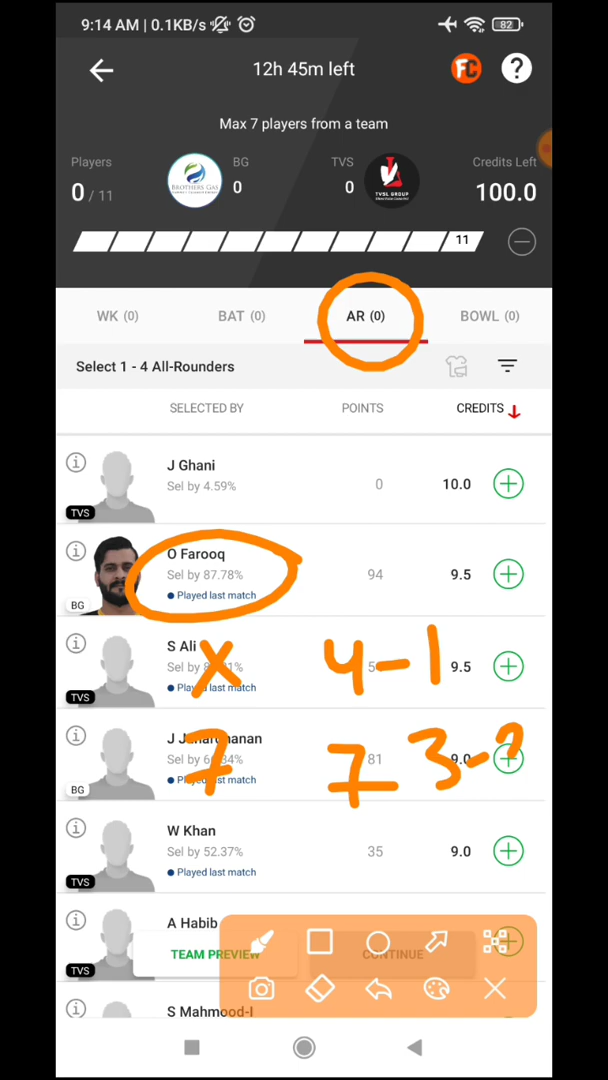 9:14 AM | 0.1KB/s
82
12h 45m left
FC
?
Max 7 players from a team
Players
BG
TVS
Credits Left
0 / 11
BROTHERS GAS
0
0
TVSL GROUP
100.0
11
WK (0)
BAT (0)
AR (0)
BOWL (0)
Select 1 - 4 All-Rounders
SELECTED BY
POINTS
CREDITS
J Ghani
Sel by 4.59%
0
10.0
TVS
O Farooq
Sel by 87.78%
Played last match
94
9.5
BG
S Ali
X
4-1
Sel by
9.5
Played last match
TVS
7
7
3-2
81
9.0
Played last match
BG
W Khan
Sel by 52.37%
35
9.0
Played last match
TVS
A Habib
TEAM PREVIEW
CONTINUE
TVS
S Mahmood-I